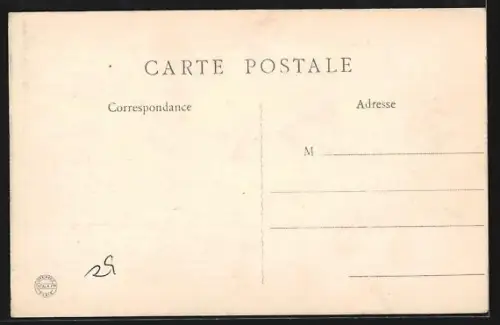 CARTE POSTALE
Correspondance
Adresse
M